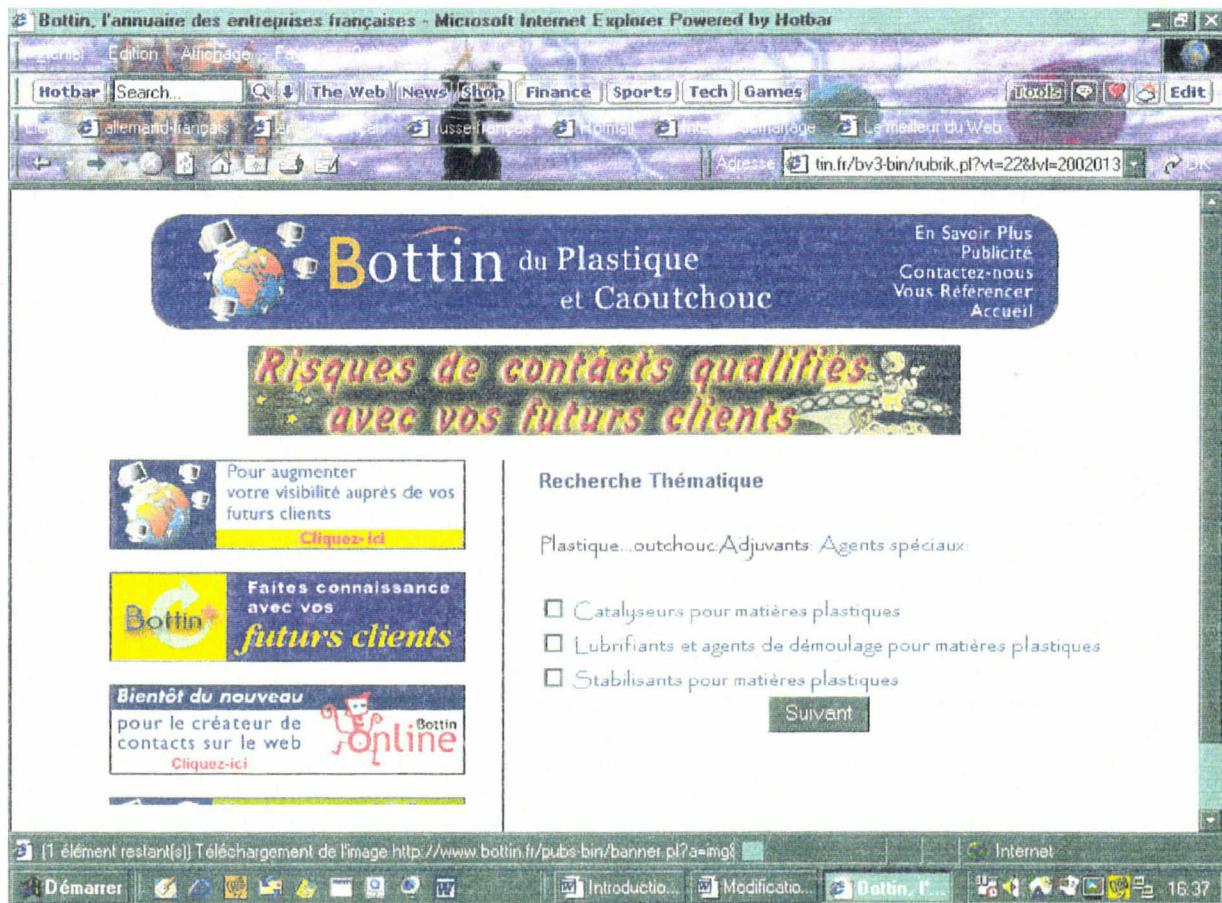 Bottin, l'annuaire des entreprises françaises - Microsoft Internet Explorer Powered by Hotbar
Fichier Edition Affichage
Hotbar Search... The Web News Shop Finance Sports Tech Games Tools Edit
allemand-français russe-français Hotmail Le meilleur du Web
Adresse tin.fr/bv3-bin/rubrik.pl?vt=22&lvl=2002013 OK
Bottin du Plastique
et Caoutchouc
En Savoir Plus
Publicité
Contactez-nous
Vous Référencer
Accueil
Risques de contacts qualifiés
avec vos futurs clients
Pour augmenter
votre visibilité auprès de vos
futurs clients
Cliquez-ici
Bottin+
Faites connaissance
avec vos
futurs clients
Bientôt du nouveau
pour le créateur de
contacts sur le web
Cliquez-ici
Bottin
Online
Recherche Thématique
Plastique...outchouc:Adjuvants: Agents spéciaux:
Catalyseurs pour matières plastiques
Lubrifiants et agents de démoulage pour matières plastiques
Stabilisants pour matières plastiques
Suivant
(1 élément restant(s)) Téléchargement de l'image http://www.bottin.fr/pubs-bin/banner.pl?a=img& Internet
Démarrer Introductio... Modificatio... Bottin, l'... 16:37